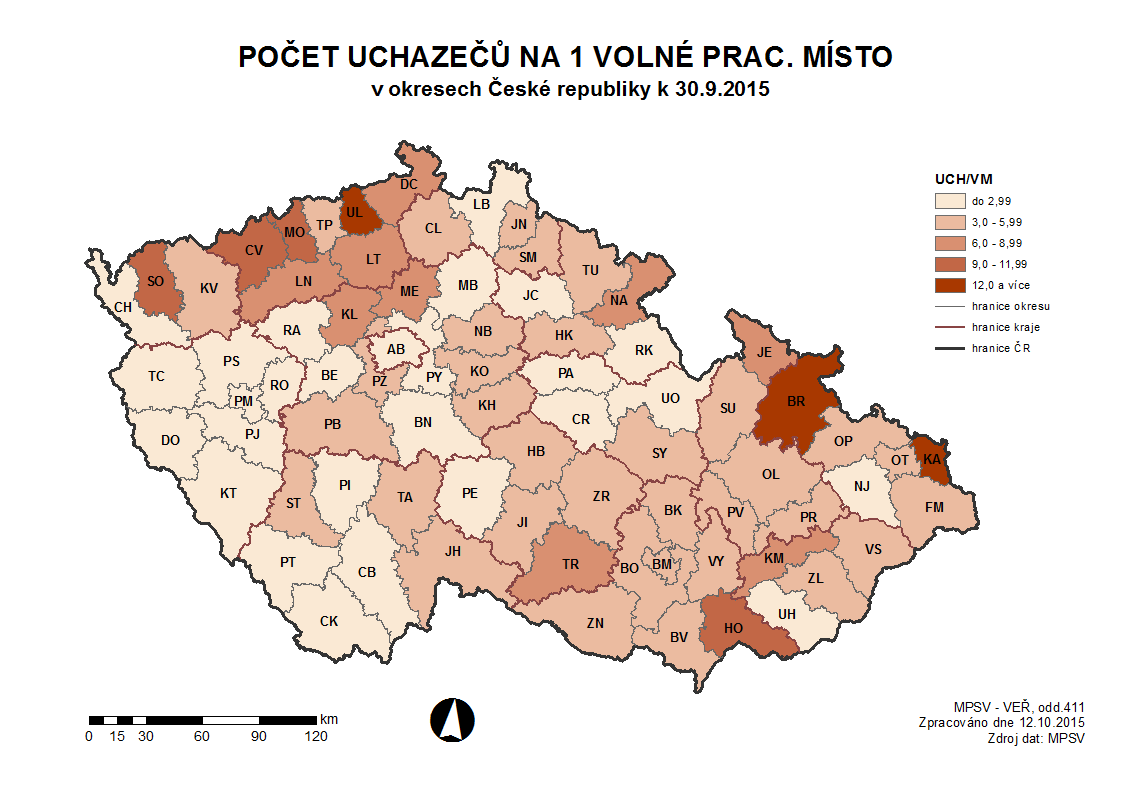 POČET UCHAZEČŮ NA 1 VOLNÉ PRAC. MÍSTO
v okresech České republiky k 30.9.2015
UCH/VM
do 2,99
3,0 - 5,99
6,0 - 8,99
9,0 - 11,99
12,0 a více
hranice okresu
hranice kraje
hranice ČR
DC
LB
UL
TP
MO
CL
JN
CV
LT
SM
TU
SO
KV
LN
ME
MB
JC
NA
CH
KL
RA
NB
HK
AB
RK
JE
PS
TC
BE
PZ
PY
KO
PA
RO
PM
KH
UO
SU
BR
DO
PJ
PB
BN
CR
OP
HB
SY
OT
KA
KT
PI
PE
OL
NJ
ST
TA
ZR
BK
PV
PR
FM
JI
JH
VS
PT
CB
TR
BO
BM
VY
KM
ZL
CK
ZN
BV
HO
UH
km
0 15 30 60 90 120
MPSV - VEŘ, odd.411
Zpracováno dne 12.10.2015
Zdroj dat: MPSV